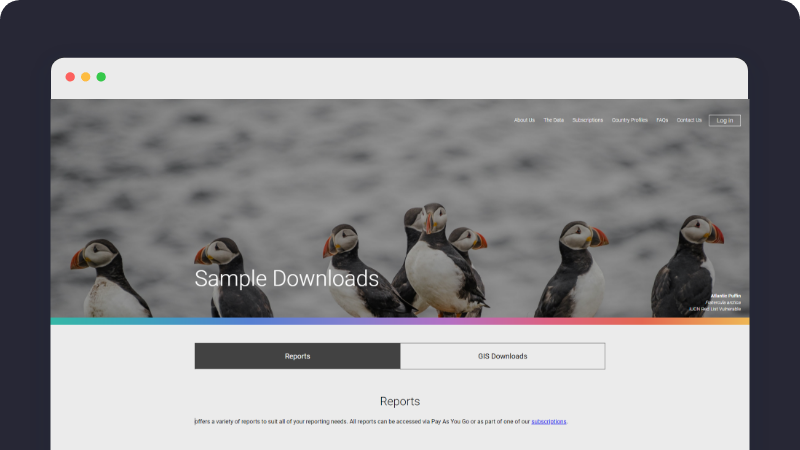 About Us The Data Subscriptions Country Profiles FAQs Contact Us Log in
Sample Downloads
Atlantic Puffin
Fratercula arctica
IUCN Red List: Vulnerable
Reports GIS Downloads
Reports
offers a variety of reports to suit all of your reporting needs. All reports can be accessed via Pay As You Go or as part of one of our subscriptions.